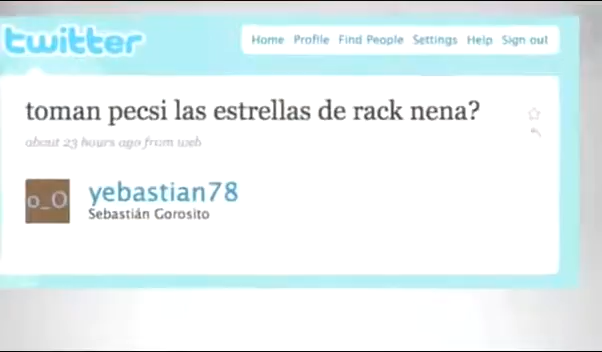 twitter
Home Profile Find People Settings Help Sign out
toman pecsi las estrellas de rack nena?
about 23 hours ago from web
o_O
yebastian78
Sebastián Gorosito